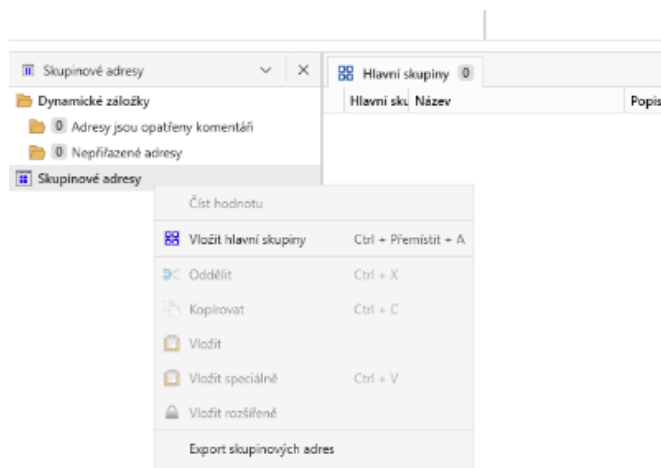 Skupinové adresy
Hlavní skupiny 0
Dynamické záložky
Hlavní sku Název Popis
0 Adresy jsou opatřeny komentáři
0 Nepřiřazené adresy
Skupinové adresy
Číst hodnotu
Vložit hlavní skupiny Ctrl + Přemístit + A
Oddělit Ctrl + X
Kopírovat Ctrl + C
Vložit
Vložit speciálně Ctrl + V
Vložit rozšířeně
Export skupinových adres